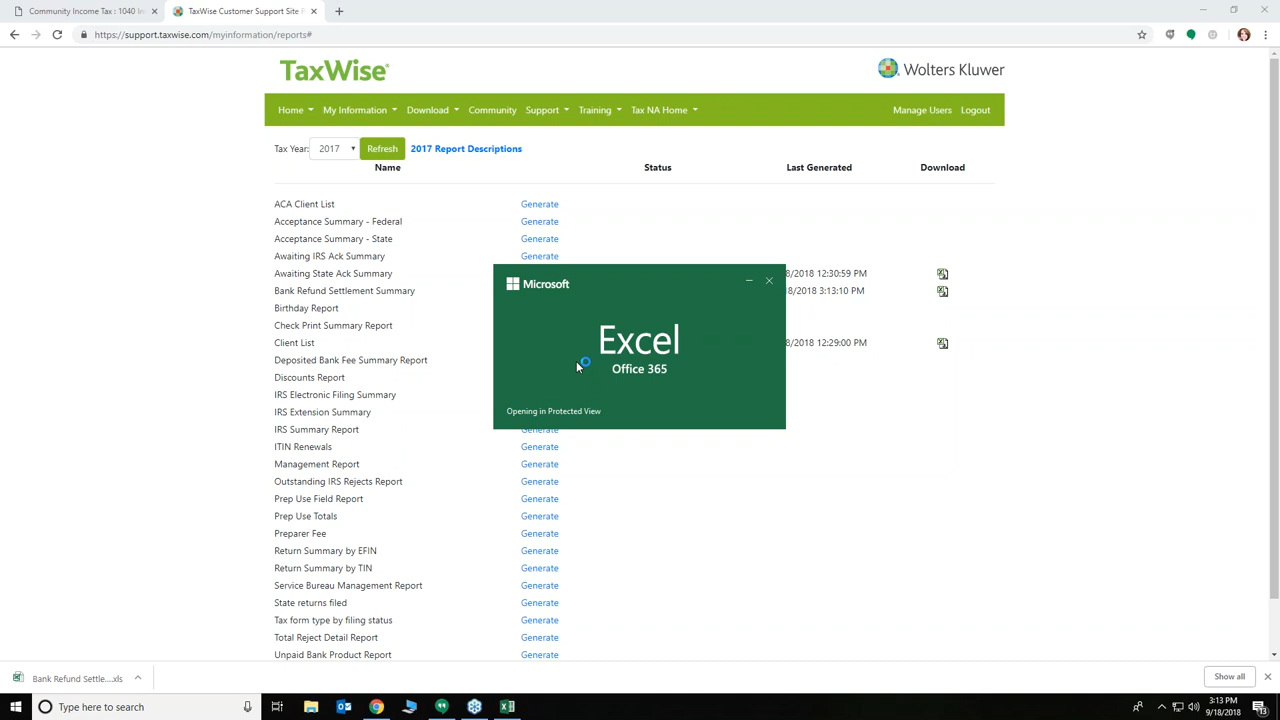 Community Income Tax : 1040 In
TaxWise Customer Support Site R
https://support.taxwise.com/myinformation/reports#
TaxWise
Wolters Kluwer
Home My Information Download Community Support Training Tax NA Home Manage Users Logout
Tax Year: 2017 Refresh 2017 Report Descriptions
Name Status Last Generated Download
ACA Client List Generate
Acceptance Summary - Federal Generate
Acceptance Summary - State Generate
Awaiting IRS Ack Summary Generate
Awaiting State Ack Summary 8/2018 12:30:59 PM
Bank Refund Settlement Summary 18/2018 3:13:10 PM
Birthday Report
Check Print Summary Report
Client List 8/2018 12:29:00 PM
Deposited Bank Fee Summary Report
Discounts Report
IRS Electronic Filing Summary
IRS Extension Summary
IRS Summary Report Generate
ITIN Renewals Generate
Management Report Generate
Outstanding IRS Rejects Report Generate
Prep Use Field Report Generate
Prep Use Totals Generate
Preparer Fee Generate
Return Summary by EFIN Generate
Return Summary by TIN Generate
Service Bureau Management Report Generate
State returns filed Generate
Tax form type by filing status Generate
Total Reject Detail Report Generate
Unpaid Bank Product Report Generate
Microsoft
Excel
Office 365
Opening in Protected View
Bank Refund Settle....xls
Show all
Type here to search
3:13 PM
9/18/2018
3